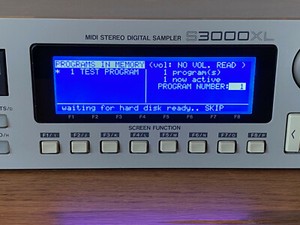 MIDI STEREO DIGITAL SAMPLER S3000XL
PROGRAMS IN MEMORY (vol: NO VOL. READ )
* 1 TEST PROGRAM 1 program(s)
1 now active
PROGRAM NUMBER: 1
waiting for hard disk ready.. SKIP
F1 F2 F3 F4 F5 F6 F7 F8
SCREEN FUNCTION